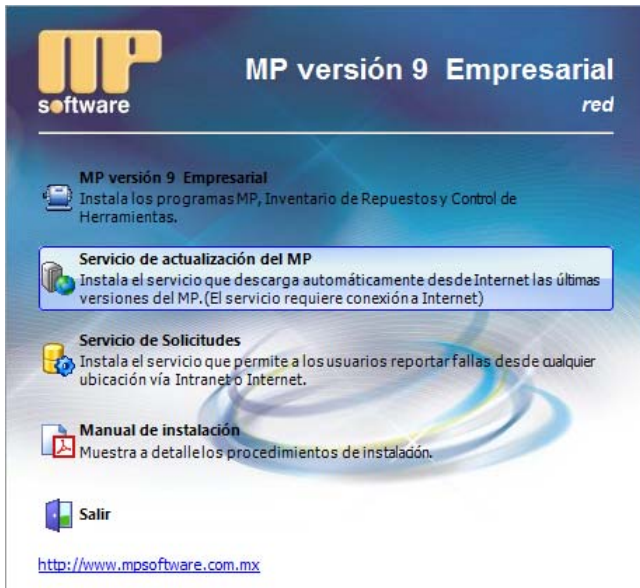 MP
software
MP versión 9 Empresarial
red
MP versión 9 Empresarial
Instala los programas MP, Inventario de Repuestos y Control de
Herramientas.
Servicio de actualización del MP
Instala el servicio que descarga automáticamente desde Internet las últimas
versiones del MP.(El servicio requiere conexión a Internet)
Servicio de Solicitudes
Instala el servicio que permite a los usuarios reportar fallas desde cualquier
ubicación vía Intranet o Internet.
Manual de instalación
Muestra a detalle los procedimientos de instalación.
Salir
http://www.mpsoftware.com.mx